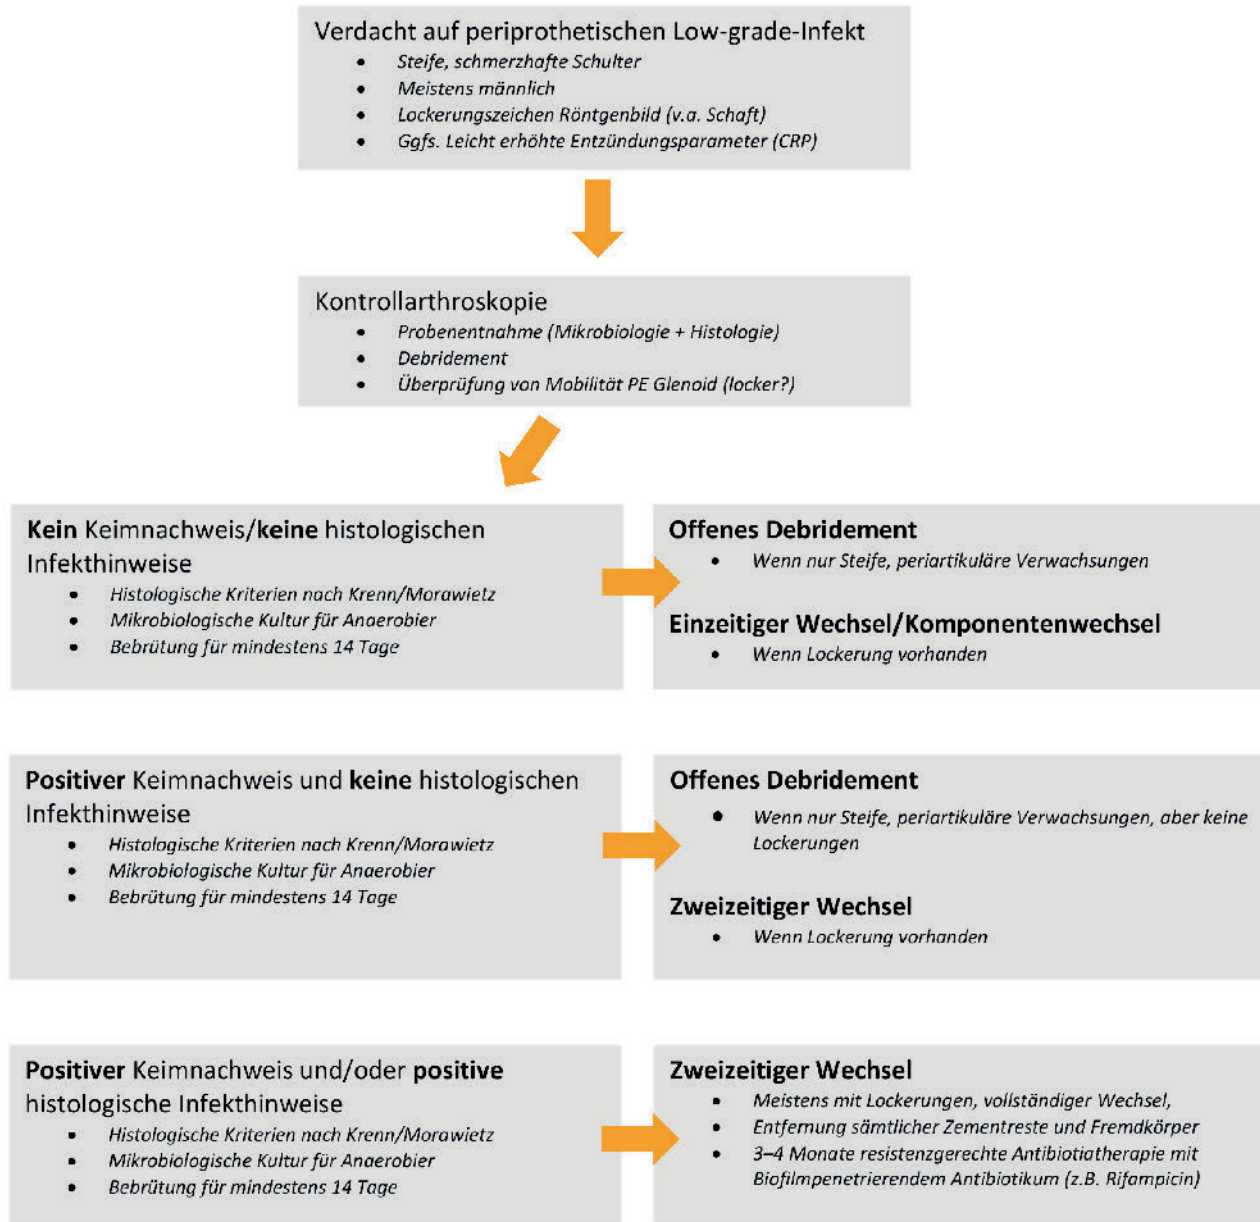 Verdacht auf periprothetischen Low-grade-Infekt
• Steife, schmerzhafte Schulter
• Meistens männlich
• Lockerungszeichen Röntgenbild (v.a. Schaft)
• Ggfs. Leicht erhöhte Entzündungsparameter (CRP)
Kontrollarthroskopie
• Probenentnahme (Mikrobiologie + Histologie)
• Debridement
• Überprüfung von Mobilität PE Glenoid (locker?)
Kein Keimnachweis/keine histologischen
Infekthinweise
• Histologische Kriterien nach Krenn/Morawietz
• Mikrobiologische Kultur für Anaerobier
• Bebrütung für mindestens 14 Tage
Offenes Debridement
• Wenn nur Steife, periartikuläre Verwachsungen
Einzeitiger Wechsel/Komponentenwechsel
• Wenn Lockerung vorhanden
Positiver Keimnachweis und keine histologischen
Infekthinweise
• Histologische Kriterien nach Krenn/Morawietz
• Mikrobiologische Kultur für Anaerobier
• Bebrütung für mindestens 14 Tage
Offenes Debridement
• Wenn nur Steife, periartikuläre Verwachsungen, aber keine
Lockerungen
Zweizeitiger Wechsel
• Wenn Lockerung vorhanden
Positiver Keimnachweis und/oder positive
histologische Infekthinweise
• Histologische Kriterien nach Krenn/Morawietz
• Mikrobiologische Kultur für Anaerobier
• Bebrütung für mindestens 14 Tage
Zweizeitiger Wechsel
• Meistens mit Lockerungen, vollständiger Wechsel,
• Entfernung sämtlicher Zementreste und Fremdkörper
• 3–4 Monate resistenzgerechte Antibiotiatherapie mit
Biofilmpenetrierendem Antibiotikum (z.B. Rifampicin)